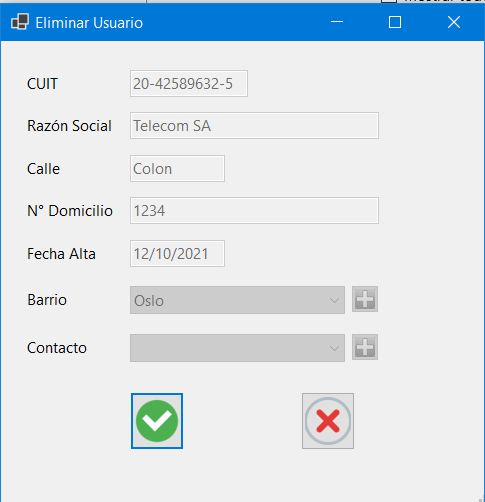 Eliminar Usuario
CUIT 20-42589632-5
Razón Social Telecom SA
Calle Colon
N° Domicilio 1234
Fecha Alta 12/10/2021
Barrio Oslo
Contacto